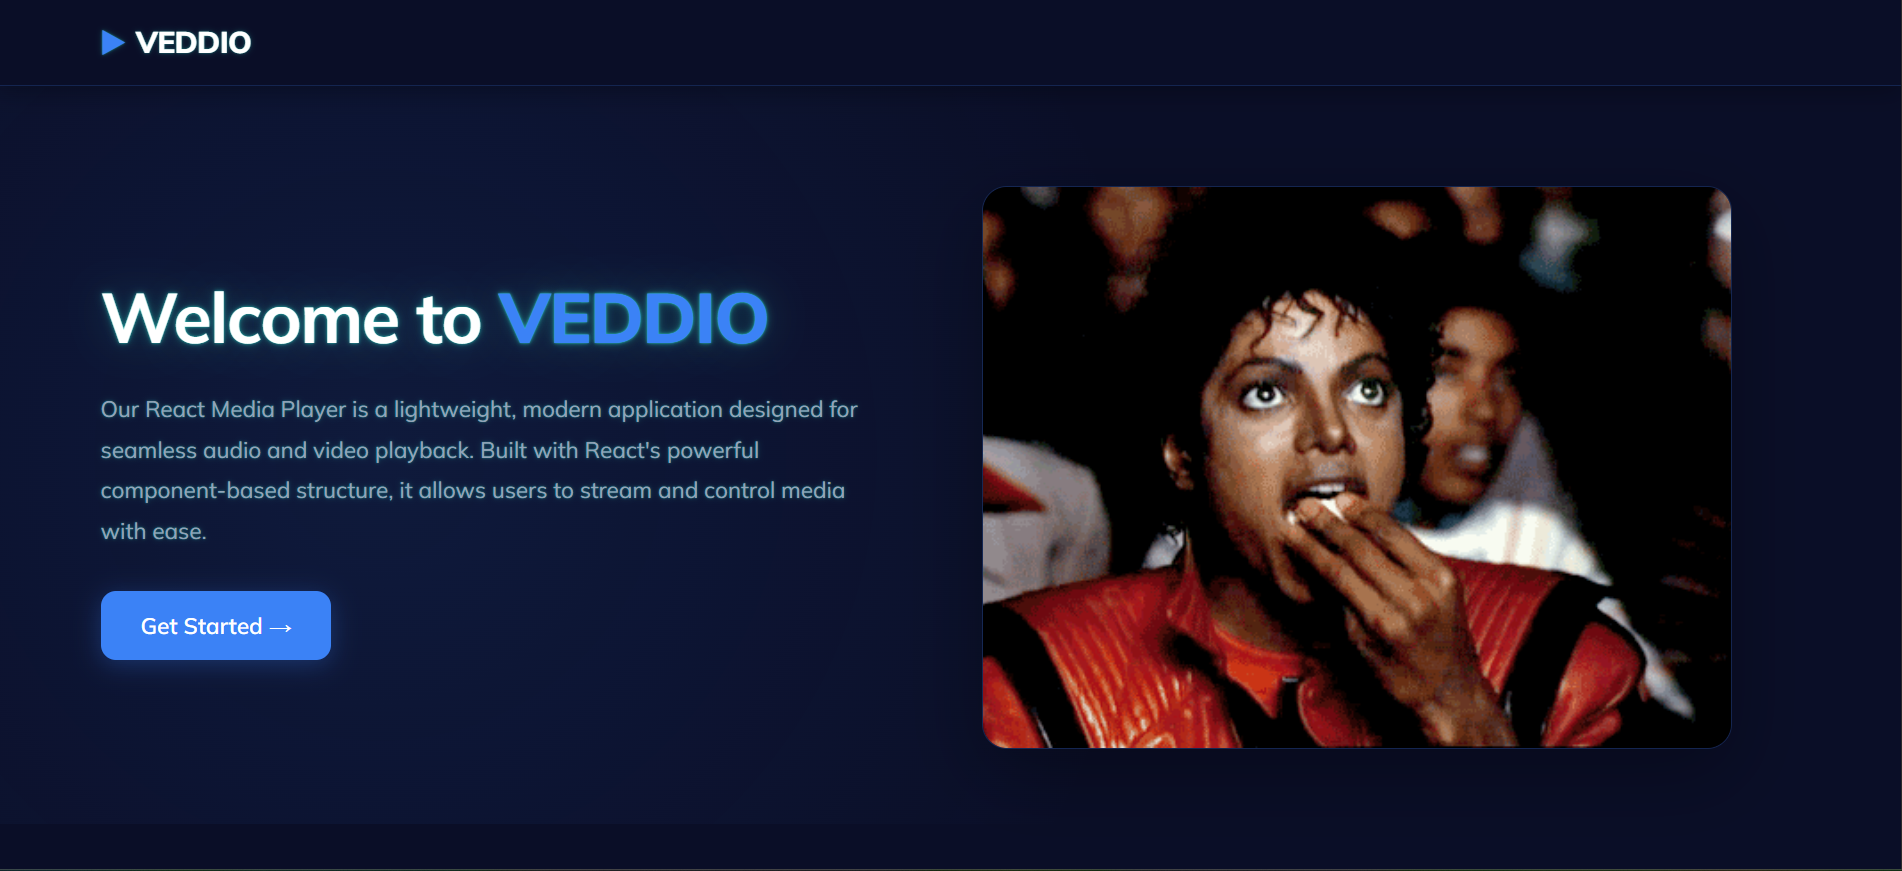 VEDDIO
Welcome to VEDDIO
Our React Media Player is a lightweight, modern application designed for
seamless audio and video playback. Built with React's powerful
component-based structure, it allows users to stream and control media
with ease.
Get Started →